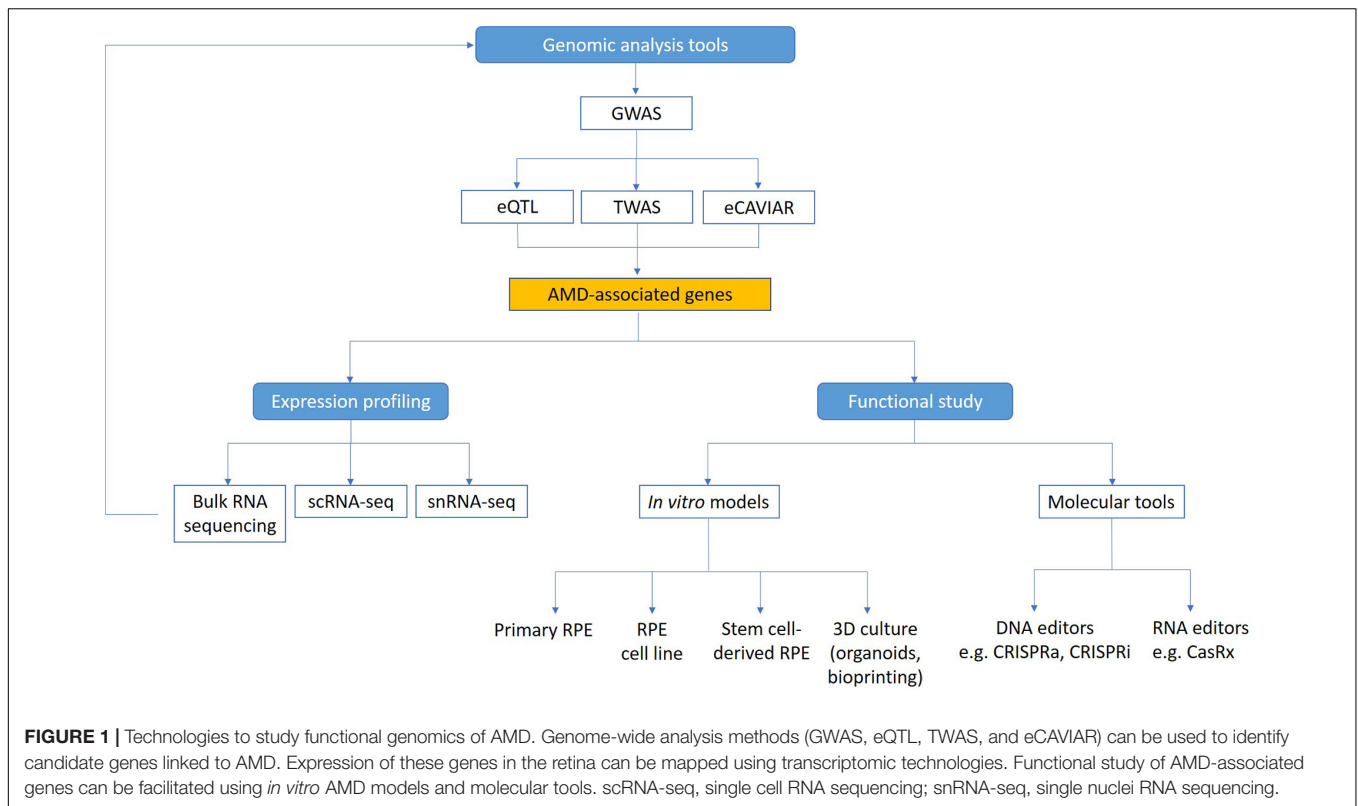 Genomic analysis tools
GWAS
eQTL
TWAS
eCAVIAR
AMD-associated genes
Expression profiling
Functional study
Bulk RNA
sequencing
scRNA-seq
snRNA-seq
In vitro models
Molecular tools
Primary RPE
RPE
cell line
Stem cell-
derived RPE
3D culture
(organoids,
bioprinting)
DNA editors
e.g. CRISPRa, CRISPRi
RNA editors
e.g. CasRx
FIGURE 1 | Technologies to study functional genomics of AMD. Genome-wide analysis methods (GWAS, eQTL, TWAS, and eCAVIAR) can be used to identify
candidate genes linked to AMD. Expression of these genes in the retina can be mapped using transcriptomic technologies. Functional study of AMD-associated
genes can be facilitated using in vitro AMD models and molecular tools. scRNA-seq, single cell RNA sequencing; snRNA-seq, single nuclei RNA sequencing.